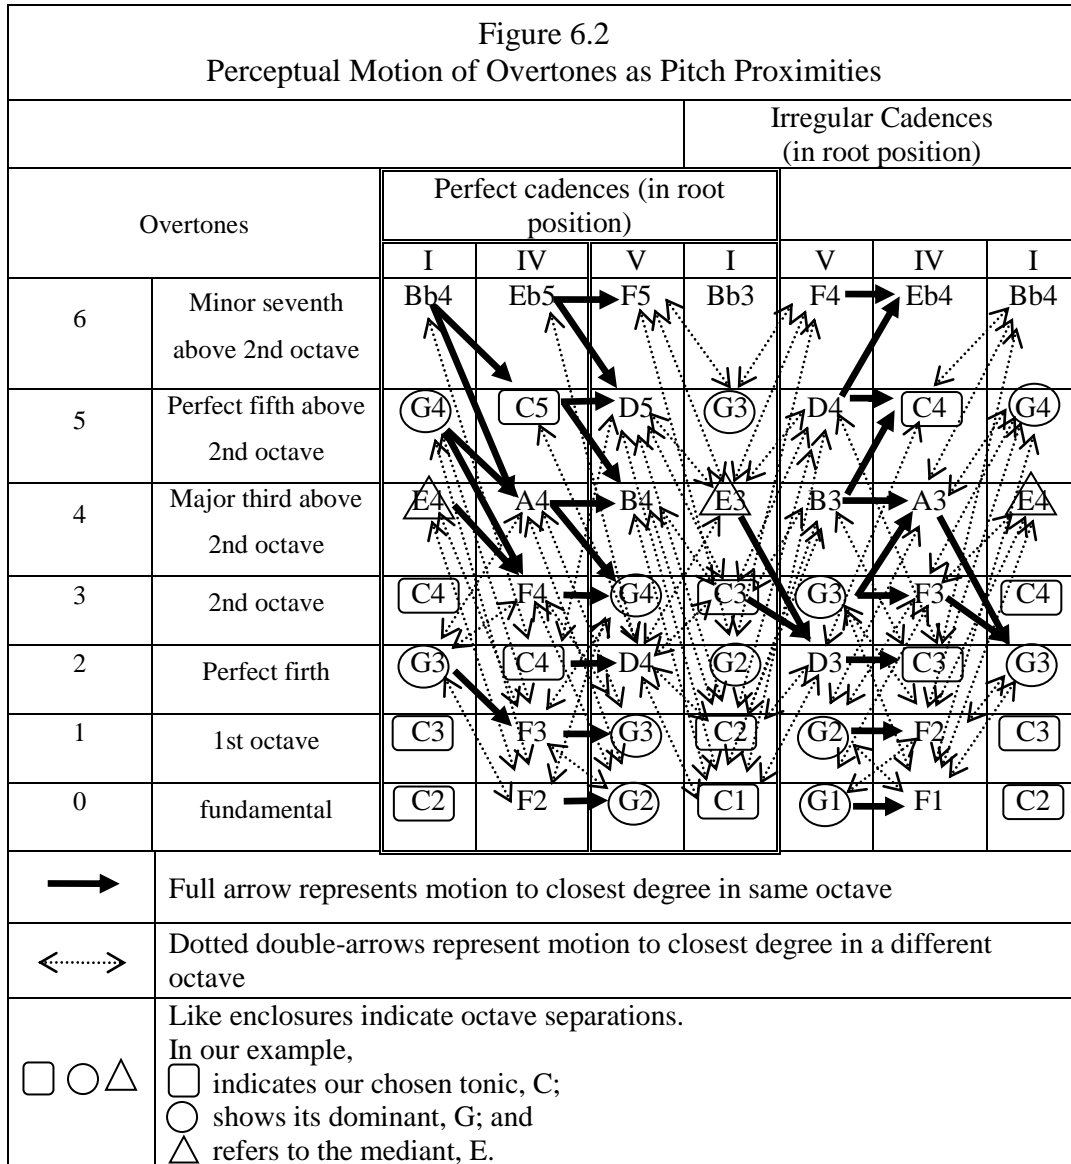 Figure 6.2
Perceptual Motion of Overtones as Pitch Proximities
Irregular Cadences
(in root position)
Overtones
Perfect cadences (in root
position)
I IV V I V IV I
6 Minor seventh
above 2nd octave
Bb4 Eb5 F5 Bb3 F4 Eb4 Bb4
5 Perfect fifth above
2nd octave
G4 C5 D5 G3 D4 C4 G4
4 Major third above
2nd octave
E4 A4 B4 E3 B3 A3 E4
3 2nd octave C4 F4 G4 C3 G3 F3 C4
2 Perfect firth G3 C4 D4 G2 D3 C3 G3
1 1st octave C3 F3 G3 C2 G2 F2 C3
0 fundamental C2 F2 G2 C1 G1 F1 C2
Full arrow represents motion to closest degree in same octave
Dotted double-arrows represent motion to closest degree in a different
octave
Like enclosures indicate octave separations.
In our example,
indicates our chosen tonic, C;
shows its dominant, G; and
refers to the mediant, E.